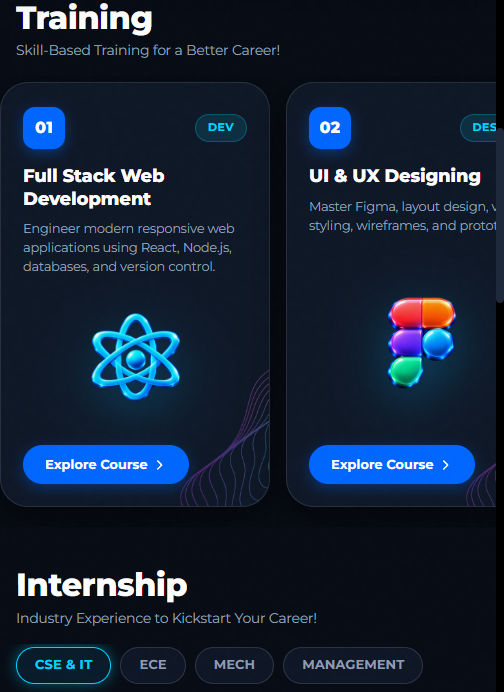 Training
Skill-Based Training for a Better Career!
01
DEV
Full Stack Web
Development
Engineer modern responsive web
applications using React, Node.js,
databases, and version control.
Explore Course
02
UI & UX Designing
Master Figma, layout design,
styling, wireframes, and
Explore Course
Internship
Industry Experience to Kickstart Your Career!
CSE & IT
ECE
MECH
MANAGEMENT